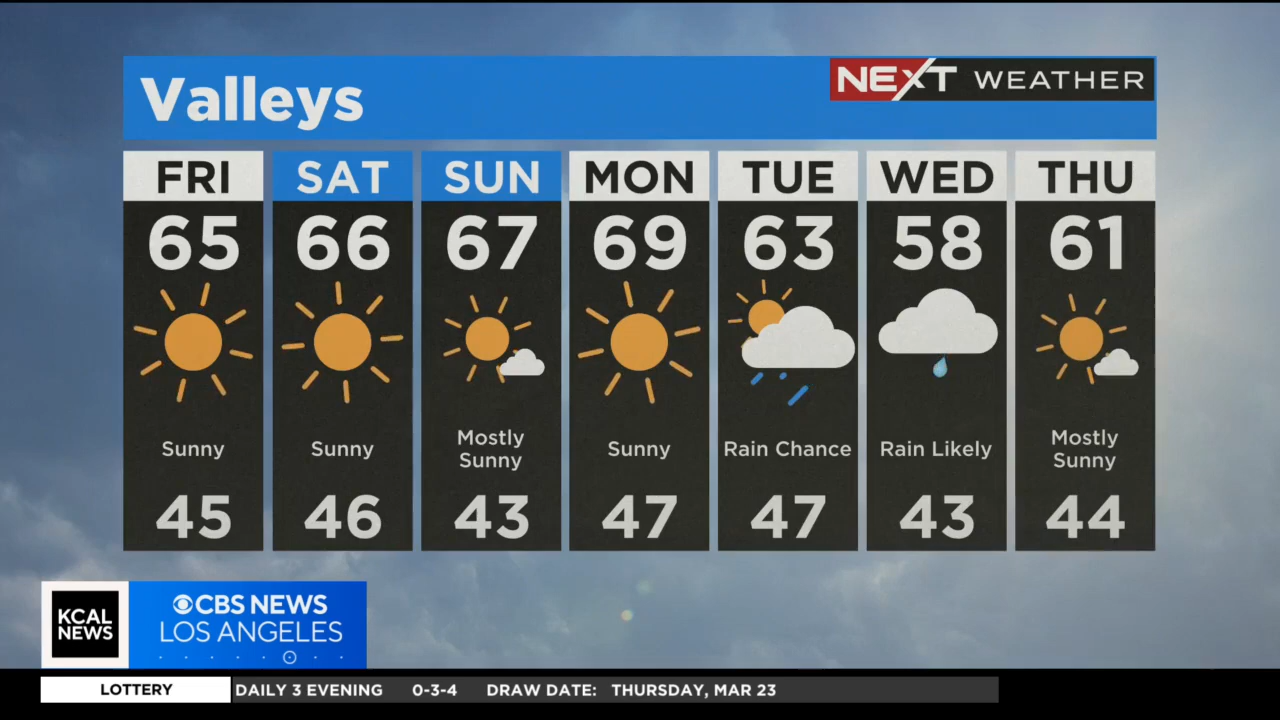 Valleys
NEXT WEATHER
FRI SAT SUN MON TUE WED THU
65 66 67 69 63 58 61
Sunny Sunny Mostly Sunny Sunny Rain Chance Rain Likely Mostly Sunny
45 46 43 47 47 43 44
KCAL NEWS
CBS NEWS
LOS ANGELES
LOTTERY DAILY 3 EVENING 0-3-4 DRAW DATE: THURSDAY, MAR 23